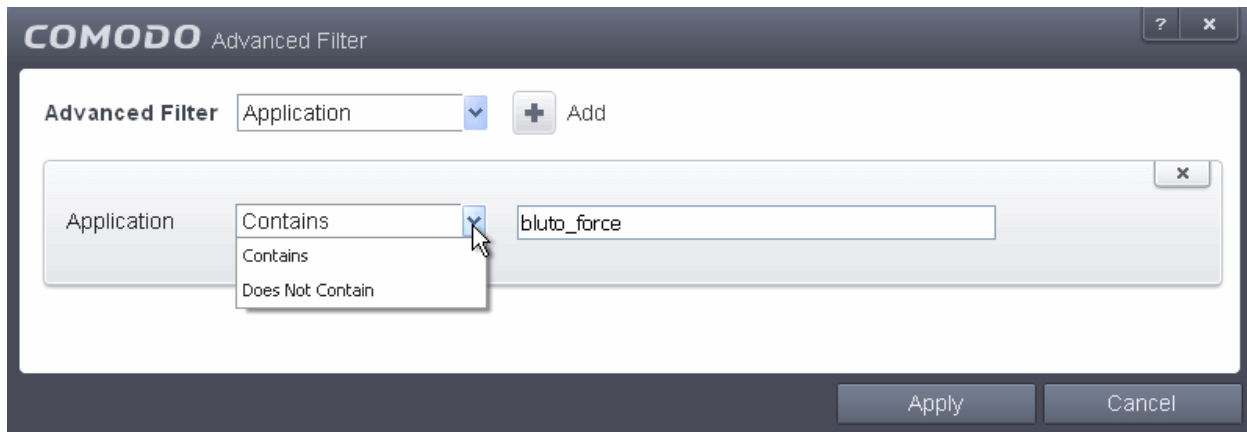 COMODO Advanced Filter ? x
Advanced Filter Application + Add
x
Application Contains bluto_force
Contains
Does Not Contain
Apply Cancel